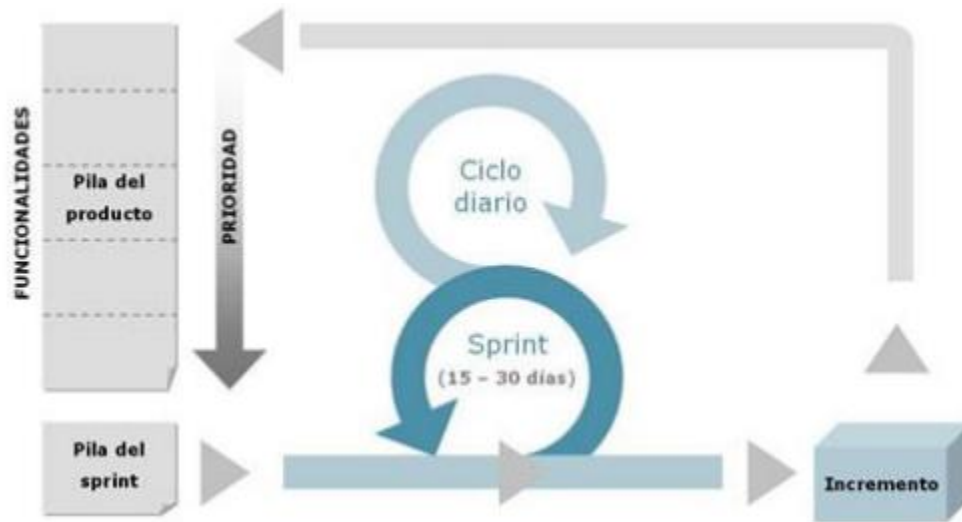 FUNCIONALIDADES
Pila del
producto
PRIORIDAD
Ciclo
diario
Sprint
(15 – 30 días)
Pila del
sprint
Incremento